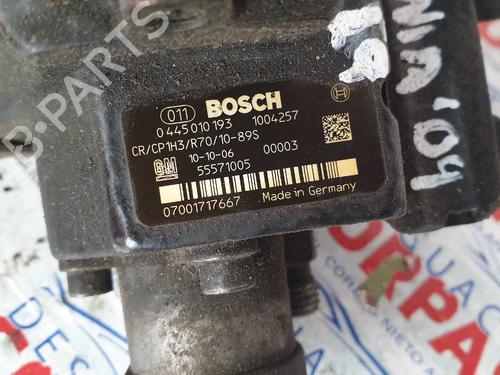 011 BOSCH
0 445 010 193 1004257
CR/CP1H3/R70/10-89S
GM 10-10-06 00003
55571005
07001717667 Made in Germany
B-PARTS